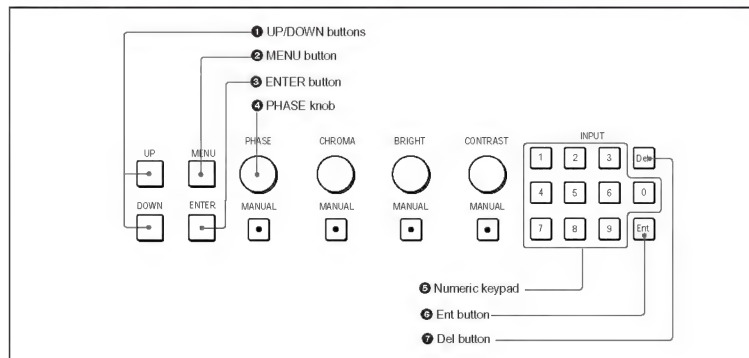 ❶ UP/DOWN buttons
❷ MENU button
❸ ENTER button
❹ PHASE knob
UP MENU PHASE CHROMA BRIGHT CONTRAST INPUT
1 2 3 Del
4 5 6 0
DOWN ENTER MANUAL MANUAL MANUAL MANUAL
7 8 9 Ent
❺ Numeric keypad
❻ Ent button
❼ Del button